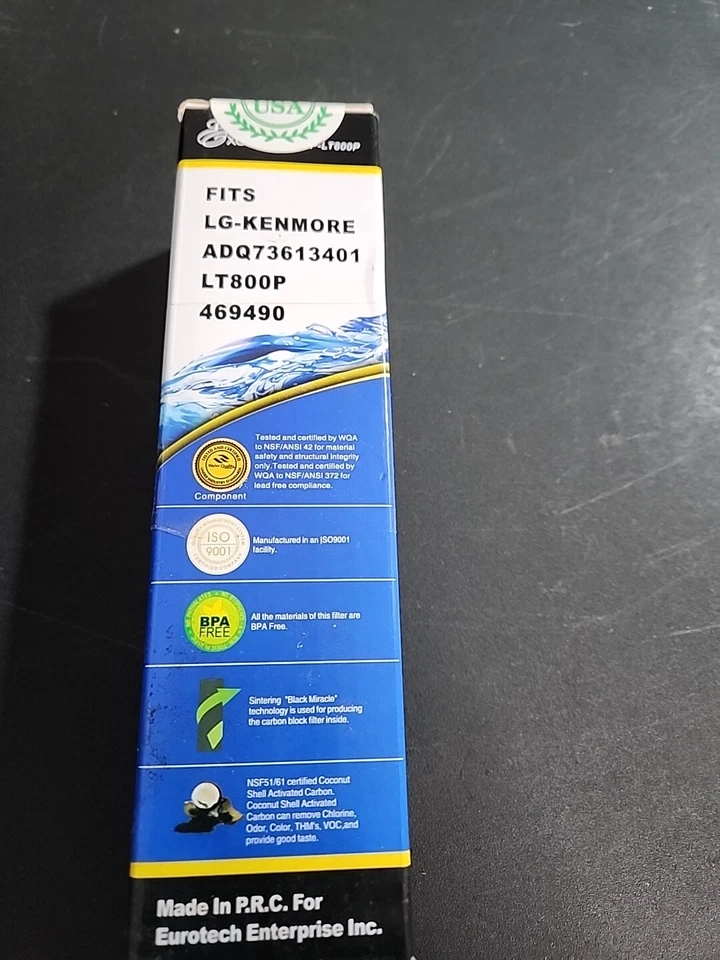 USA
-LT800P
FITS
LG-KENMORE
ADQ73613401
LT800P
469490
TESTED AND CERTIFIED
Water Quality
Component
Tested and certified by WQA
to NSF/ANSI 42 for material
safety and structural integrity
only.Tested and certified by
WQA to NSF/ANSI 372 for
lead free compliance.
ISO
9001
Manufactured in an ISO9001
facility.
BPA
FREE
All the materials of this filter are
BPA Free.
Sintering "Black Miracle"
technology is used for producing
the carbon block filter inside.
NSF51/61 certified Coconut
Shell Activated Carbon.
Coconut Shell Activated
Carbon can remove Chlorine,
Odor, Color, THM's, VOC,and
provide good taste.
Made In P.R.C. For
Eurotech Enterprise Inc.